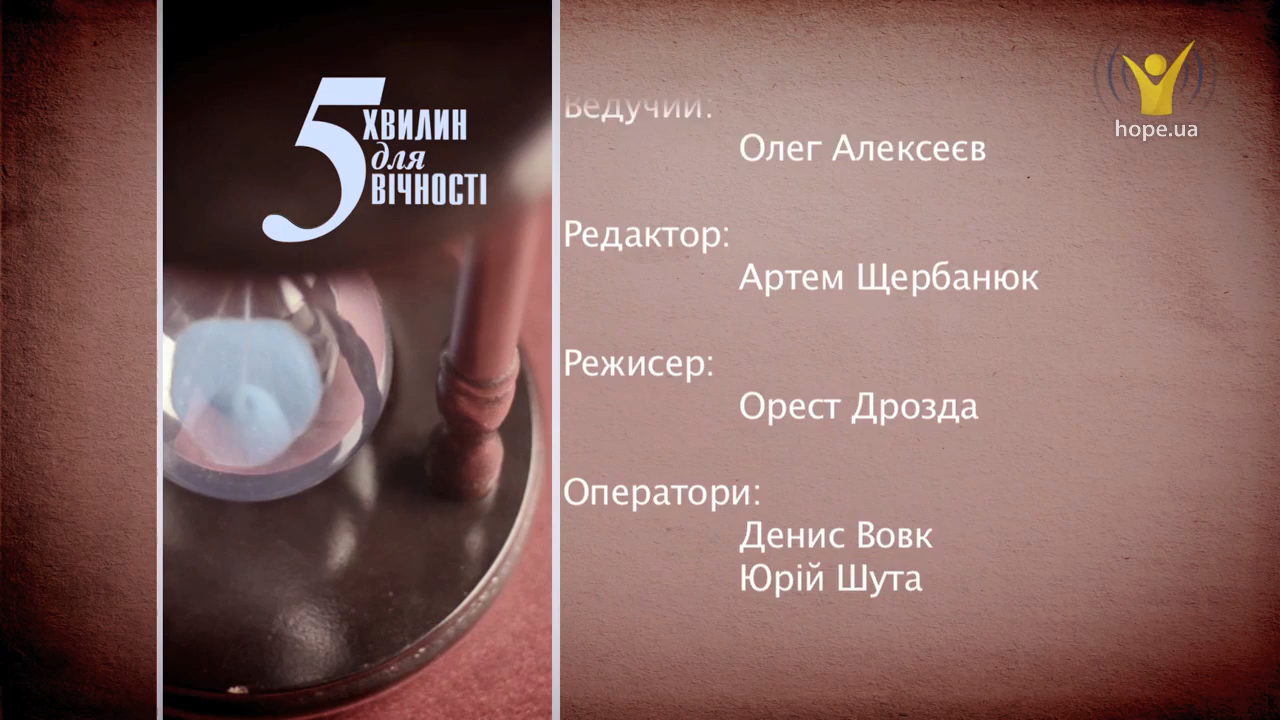 5 ХВИЛИН
для
ВІЧНОСТІ
hope.ua
Ведучий:
Олег Алексеєв
Редактор:
Артем Щербанюк
Режисер:
Орест Дрозда
Оператори:
Денис Вовк
Юрій Шута